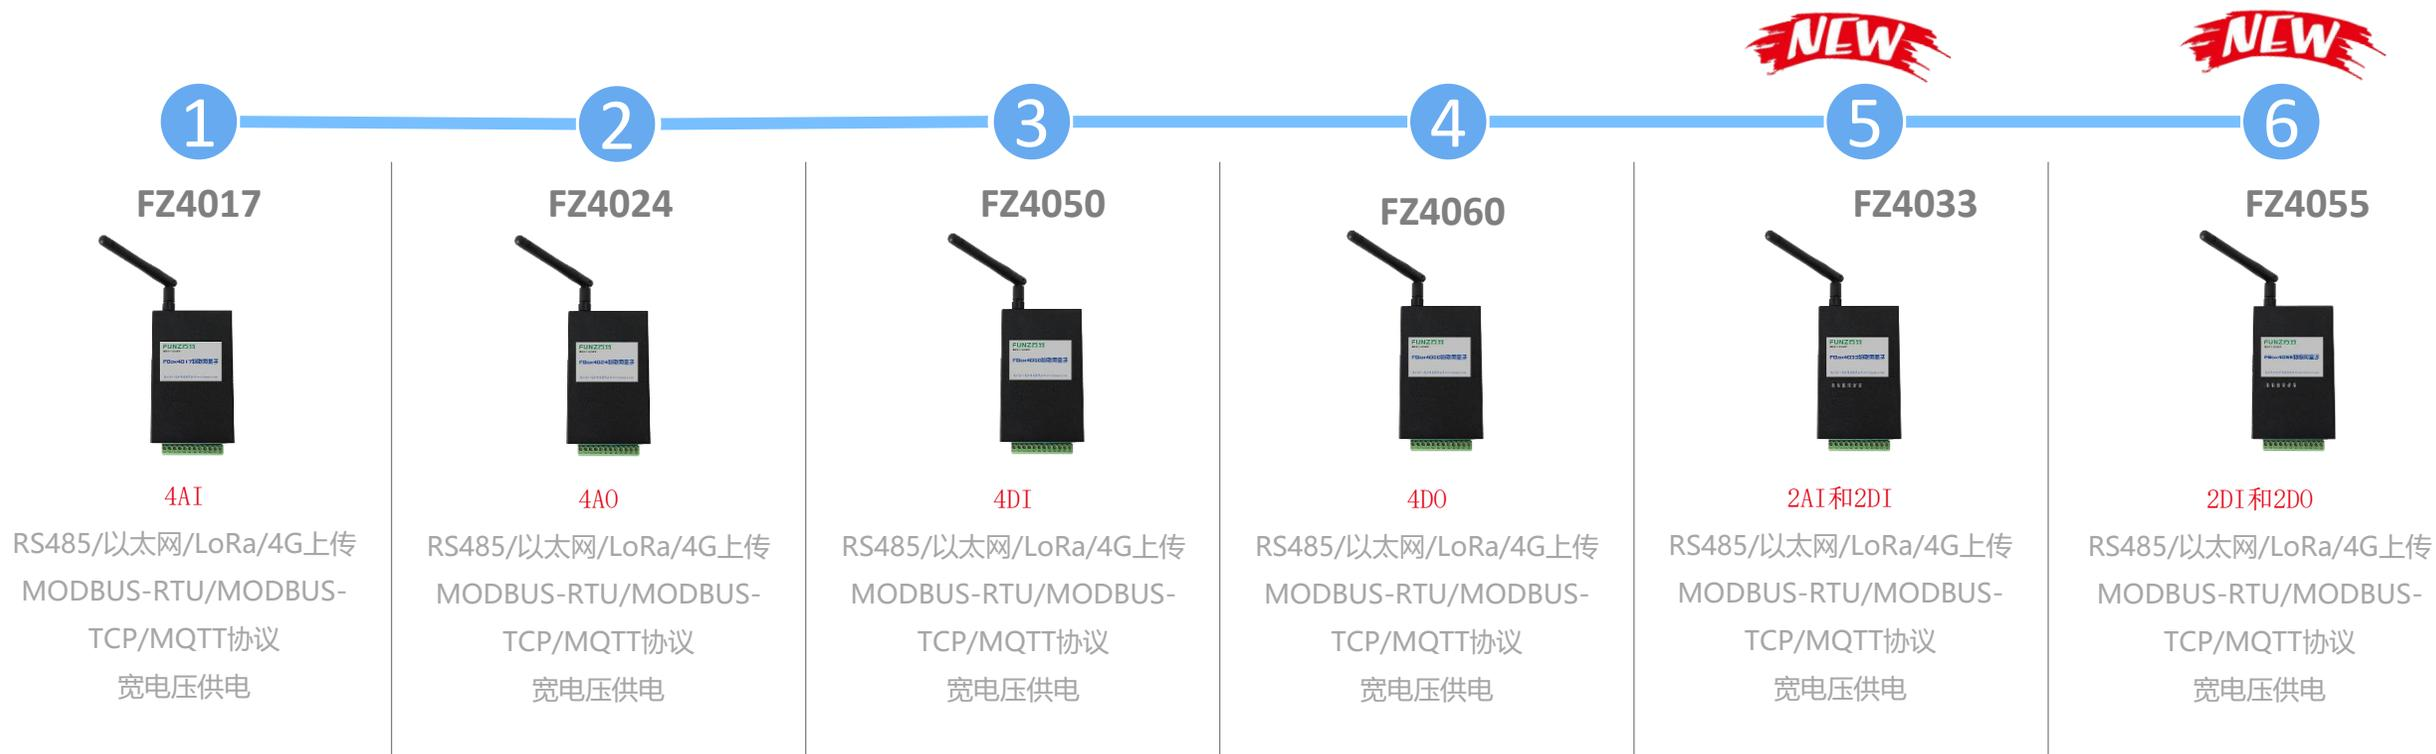 NEW
NEW
1
2
3
4
5
6
FZ4017
4AI
RS485/以太网/LoRa/4G上传
MODBUS-RTU/MODBUS-
TCP/MQTT协议
宽电压供电
FZ4024
4AO
RS485/以太网/LoRa/4G上传
MODBUS-RTU/MODBUS-
TCP/MQTT协议
宽电压供电
FZ4050
4DI
RS485/以太网/LoRa/4G上传
MODBUS-RTU/MODBUS-
TCP/MQTT协议
宽电压供电
FZ4060
4DO
RS485/以太网/LoRa/4G上传
MODBUS-RTU/MODBUS-
TCP/MQTT协议
宽电压供电
FZ4033
2AI和2DI
RS485/以太网/LoRa/4G上传
MODBUS-RTU/MODBUS-
TCP/MQTT协议
宽电压供电
FZ4055
2DI和2DO
RS485/以太网/LoRa/4G上传
MODBUS-RTU/MODBUS-
TCP/MQTT协议
宽电压供电